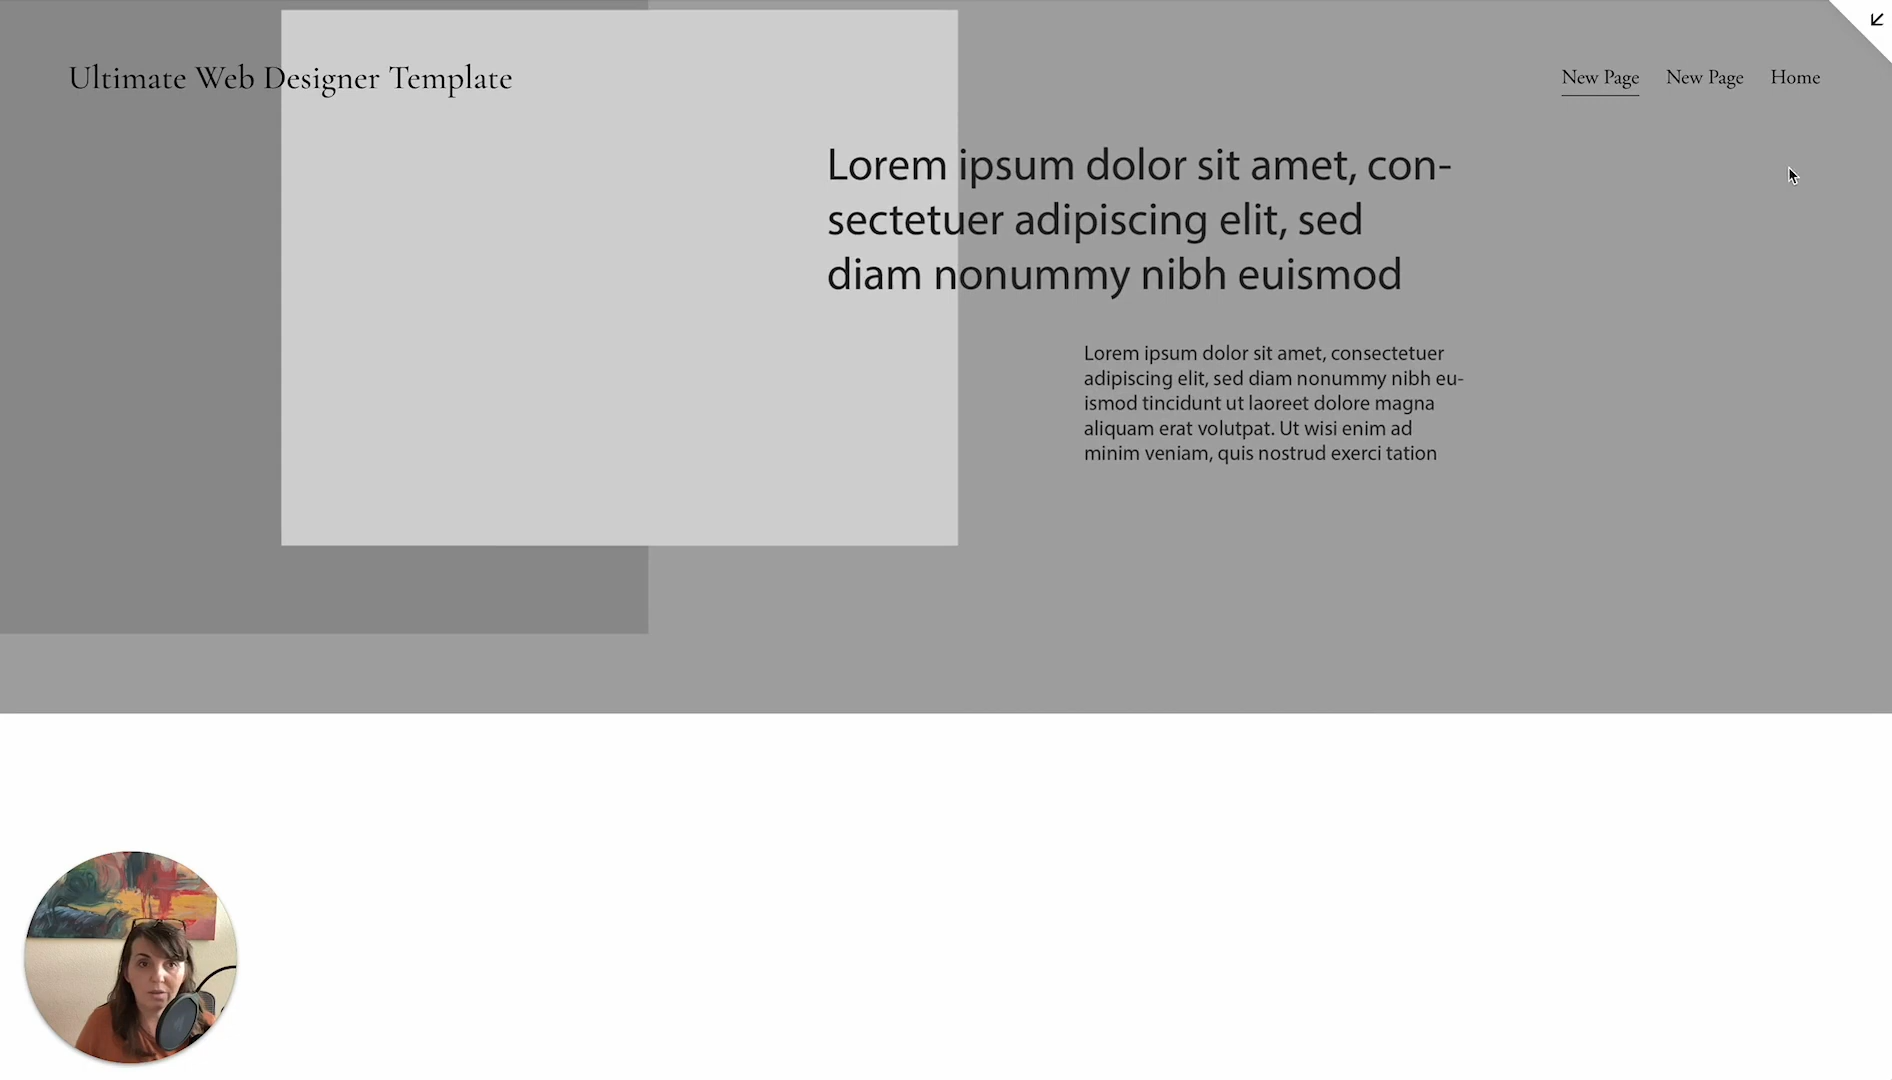 Ultimate Web Designer Template
New Page New Page Home
Lorem ipsum dolor sit amet, con-
sectetuer adipiscing elit, sed
diam nonummy nibh euismod
Lorem ipsum dolor sit amet, consectetuer
adipiscing elit, sed diam nonummy nibh eu-
ismod tincidunt ut laoreet dolore magna
aliquam erat volutpat. Ut wisi enim ad
minim veniam, quis nostrud exerci tation